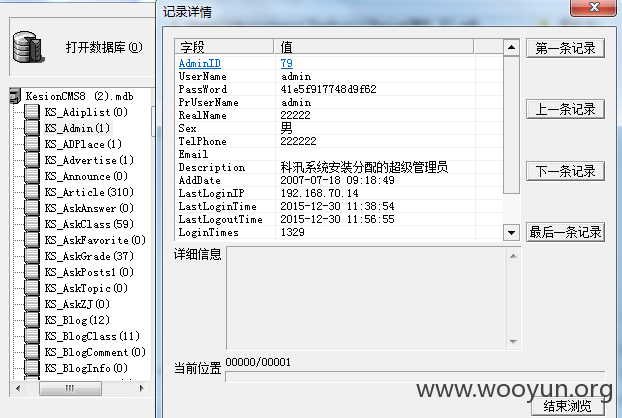 记录详情
打开数据库(O)
KesionCMS8 (2).mdb
KS_Adiplist(0)
KS_Admin(1)
KS_ADPlace(1)
KS_Advertise(1)
KS_Announce(0)
KS_Article(310)
KS_AskAnswer(0)
KS_AskClass(59)
KS_AskFavorite(0)
KS_AskGrade(37)
KS_AskPosts1(0)
KS_AskTopic(0)
KS_AskZJ(0)
KS_Blog(12)
KS_BlogClass(11)
KS_BlogComment(0)
KS_BlogInfo(0)
字段 值
AdminID 79
UserName admin
PassWord 41e5f917748d9f62
PrUserName admin
RealName 22222
Sex 男
TelPhone 222222
Email
Description 科汛系统安装分配的超级管理员
AddDate 2007-07-18 09:18:49
LastLoginIP 192.168.70.14
LastLoginTime 2015-12-30 11:38:54
LastLogoutTime 2015-12-30 11:56:55
LoginTimes 1329
第一条记录
上一条记录
下一条记录
最后一条记录
详细信息
当前位置 00000/00001
结束浏览
www.wooyun.org